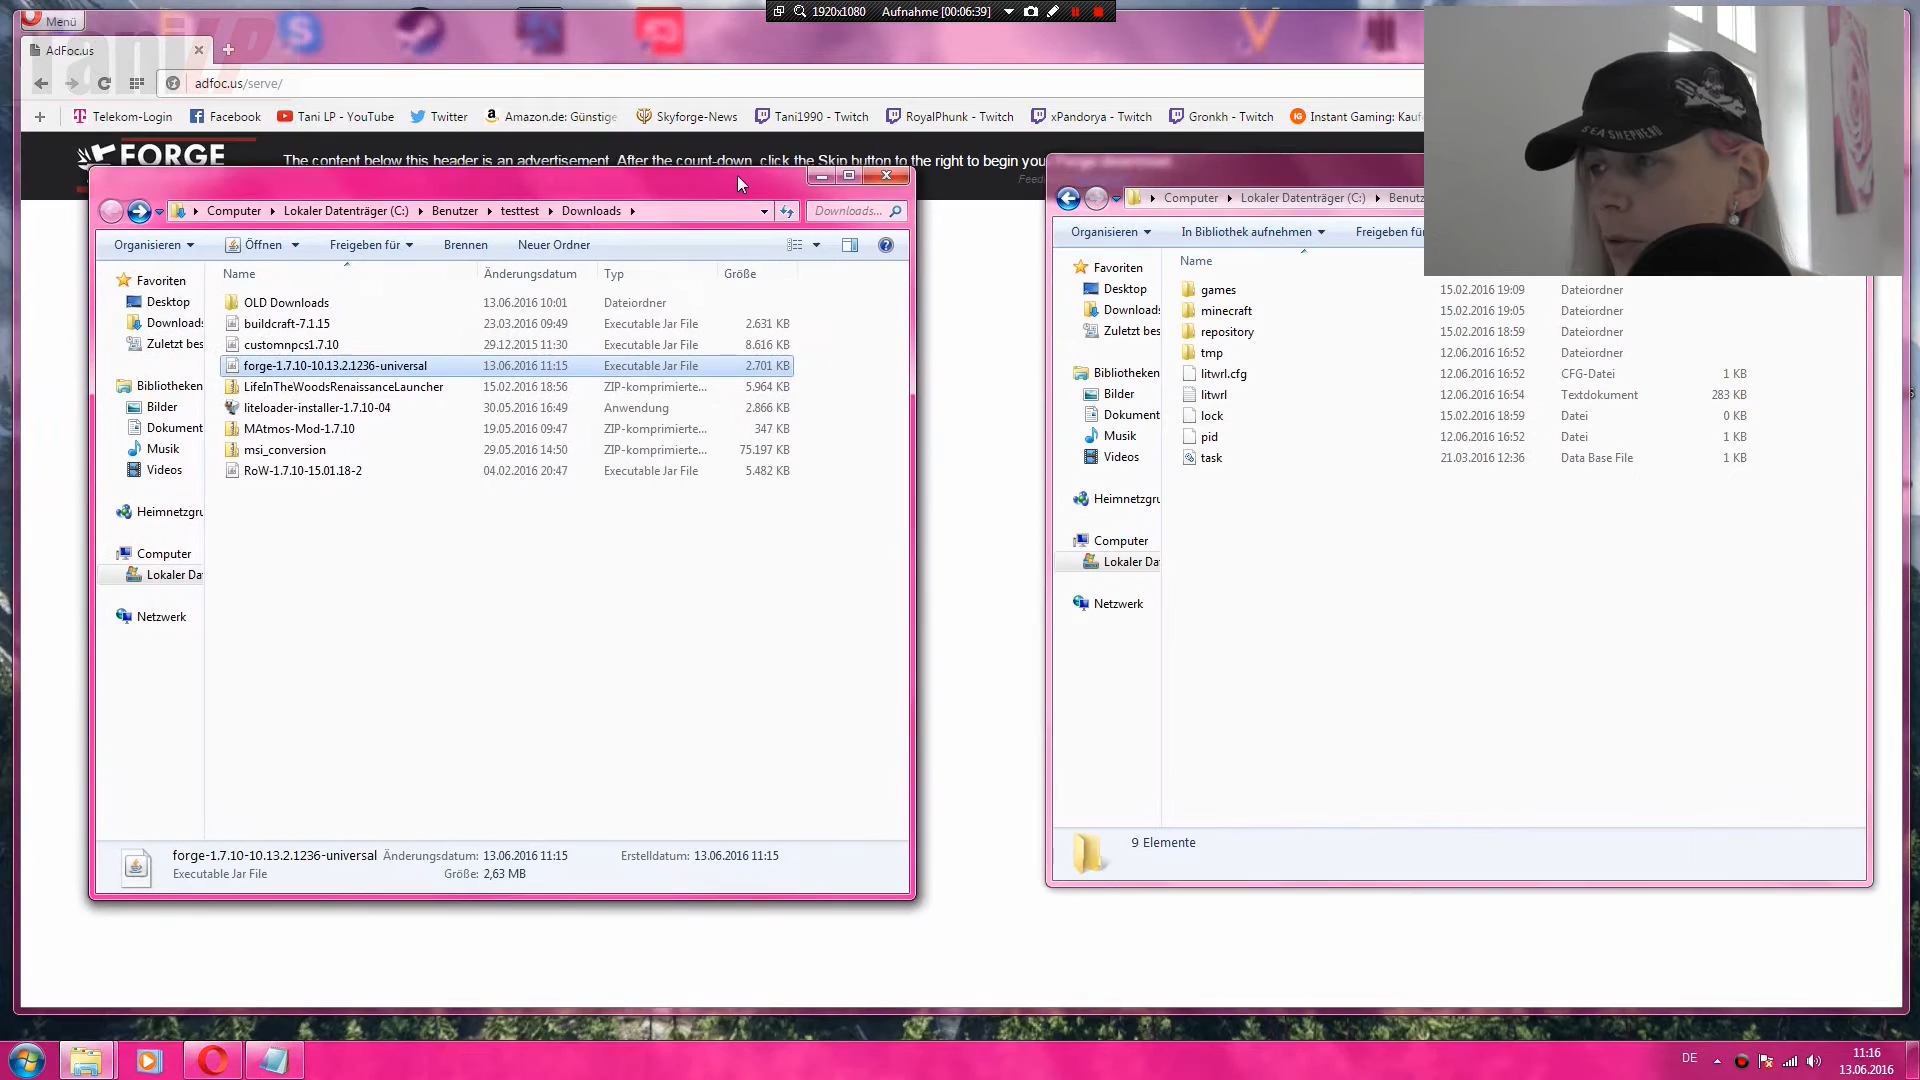 1920x1080 Aufnahme [00:06:39]
Menü
Tani LP
AdFoc.us
adfoc.us/serve/
Telekom-Login Facebook Tani LP - YouTube Twitter Amazon.de: Günstige Skyforge-News Tani1990 - Twitch RoyalPhunk - Twitch xPandorya - Twitch Gronkh - Twitch Instant Gaming: Kauf
SEA SHEPHERD
FORGE The content below this header is an advertisement. After the count-down, click the Skip button to the right to begin you
Computer Lokaler Datenträger (C:) Benutzer testtest Downloads Downloads...
Organisieren Öffnen Freigeben für Brennen Neuer Ordner
Name Änderungsdatum Typ Größe
Favoriten
Desktop
Downloads
Zuletzt bes
Bibliotheken
Bilder
Dokument
Musik
Videos
Heimnetzgru
Computer
Lokaler Da
Netzwerk
OLD Downloads 13.06.2016 10:01 Dateiordner
buildcraft-7.1.15 23.03.2016 09:49 Executable Jar File 2.631 KB
customnpcs1.7.10 29.12.2015 11:30 Executable Jar File 8.616 KB
forge-1.7.10-10.13.2.1236-universal 13.06.2016 11:15 Executable Jar File 2.701 KB
LifeInTheWoodsRenaissanceLauncher 15.02.2016 18:56 ZIP-komprimierte... 5.964 KB
liteloader-installer-1.7.10-04 30.05.2016 16:49 Anwendung 2.866 KB
MAtmos-Mod-1.7.10 19.05.2016 09:47 ZIP-komprimierte... 347 KB
msi_conversion 29.05.2016 14:50 ZIP-komprimierte... 75.197 KB
RoW-1.7.10-15.01.18-2 04.02.2016 20:47 Executable Jar File 5.482 KB
forge-1.7.10-10.13.2.1236-universal Änderungsdatum: 13.06.2016 11:15 Erstelldatum: 13.06.2016 11:15
Executable Jar File Größe: 2,63 MB
Computer Lokaler Datenträger (C:) Benutz
Organisieren In Bibliothek aufnehmen Freigeben für
Name
Favoriten
Desktop
Downloads
Zuletzt bes
Bibliotheken
Bilder
Dokument
Musik
Videos
Heimnetzgru
Computer
Lokaler Da
Netzwerk
games 15.02.2016 19:09 Dateiordner
minecraft 15.02.2016 19:05 Dateiordner
repository 15.02.2016 18:59 Dateiordner
tmp 12.06.2016 16:52 Dateiordner
litwrl.cfg 12.06.2016 16:52 CFG-Datei 1 KB
litwrl 12.06.2016 16:54 Textdokument 283 KB
lock 15.02.2016 18:59 Datei 0 KB
pid 12.06.2016 16:52 Datei 1 KB
task 21.03.2016 12:36 Data Base File 1 KB
9 Elemente
DE
11:16
13.06.2016